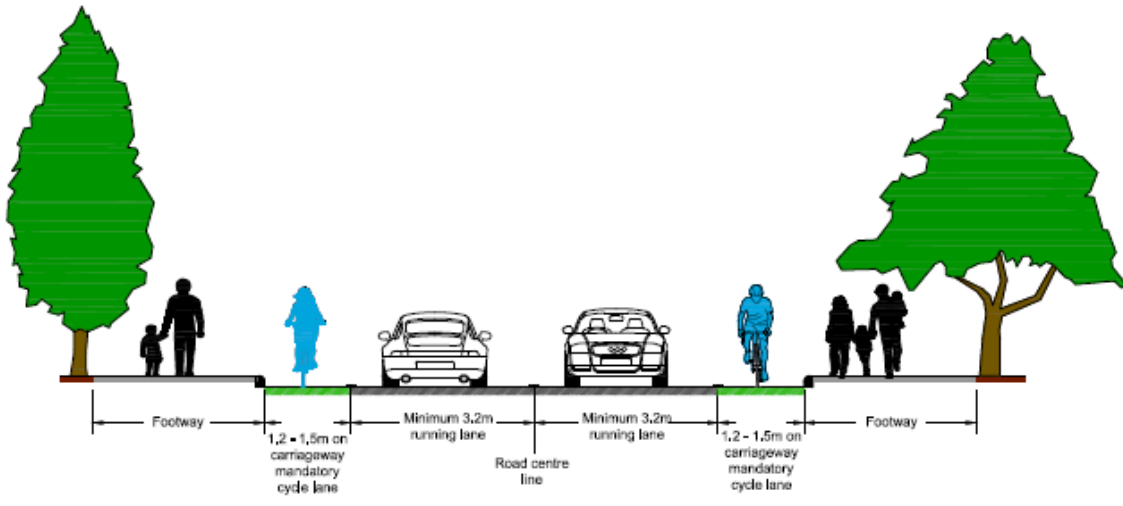 Footway
1.2 - 1.5m on
carriageway
mandatory
cycle lane
Minimum 3.2m
running lane
Road centre
line
Minimum 3.2m
running lane
1.2 - 1.5m on
carriageway
mandatory
cycle lane
Footway